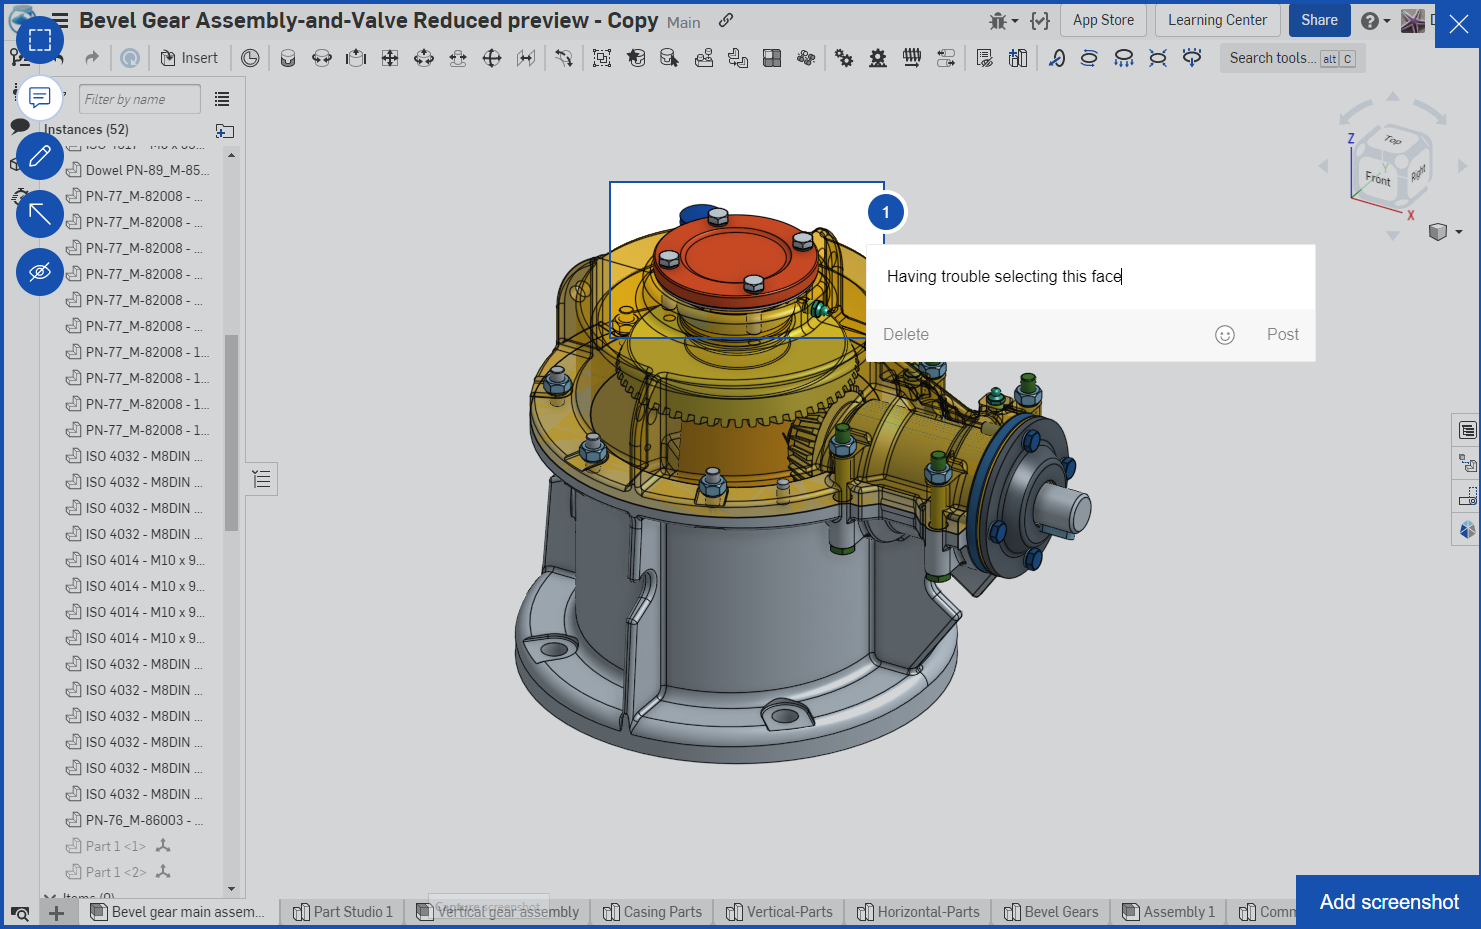 Bevel Gear Assembly-and-Valve Reduced preview - Copy Main
App Store
Learning Center
Share
Insert
Search tools... alt C
Filter by name
Instances (52)
Dowel PN-89_M-85...
PN-77_M-82008 - ...
PN-77_M-82008 - ...
PN-77_M-82008 - ...
PN-77_M-82008 - ...
PN-77_M-82008 - ...
PN-77_M-82008 - ...
PN-77_M-82008 - 1...
PN-77_M-82008 - 1...
PN-77_M-82008 - 1...
PN-77_M-82008 - 1...
ISO 4032 - M8DIN ...
ISO 4032 - M8DIN ...
ISO 4032 - M8DIN ...
ISO 4032 - M8DIN ...
ISO 4014 - M10 x 9...
ISO 4014 - M10 x 9...
ISO 4014 - M10 x 9...
ISO 4014 - M10 x 9...
ISO 4032 - M8DIN ...
ISO 4032 - M8DIN ...
ISO 4032 - M8DIN ...
ISO 4032 - M8DIN ...
ISO 4032 - M8DIN ...
ISO 4032 - M8DIN ...
PN-76_M-86003 - ...
Part 1 <1>
Part 1 <2>
Items (0)
1
Having trouble selecting this face
Delete
Post
Z
Top
Y
Front
Right
X
Capture screenshot
Bevel gear main assem...
Part Studio 1
Vertical gear assembly
Casing Parts
Vertical-Parts
Horizontal-Parts
Bevel Gears
Assembly 1
Add screenshot